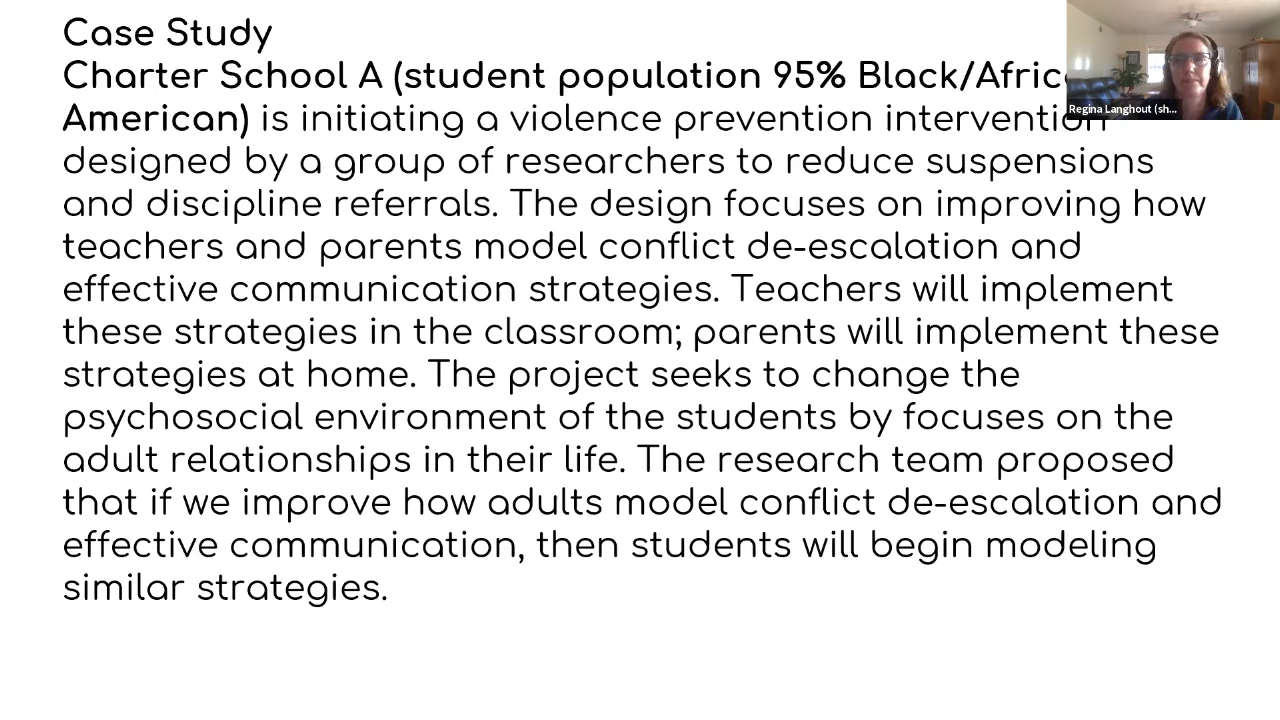 Case Study
Charter School A (student population 95% Black/Afric
American) is initiating a violence prevention intervention
designed by a group of researchers to reduce suspensions
and discipline referrals. The design focuses on improving how
teachers and parents model conflict de-escalation and
effective communication strategies. Teachers will implement
these strategies in the classroom; parents will implement these
strategies at home. The project seeks to change the
psychosocial environment of the students by focuses on the
adult relationships in their life. The research team proposed
that if we improve how adults model conflict de-escalation and
effective communication, then students will begin modeling
similar strategies.
Regina Langhout (sh...